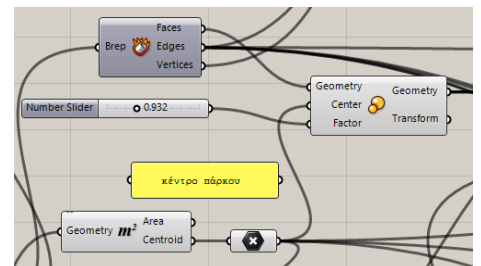 Faces
Brep Edges
Vertices
Geometry Geometry
Center
Factor Transform
Number Slider 0.932
κέντρο πάρκου
Geometry m² Area
Centroid